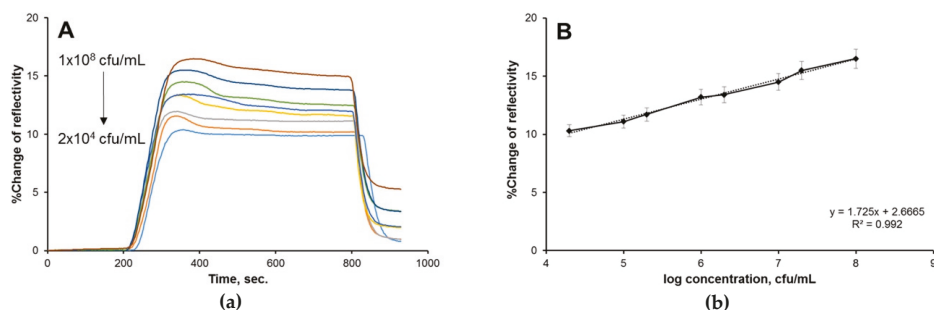 A
1x10⁸ cfu/mL
2x10⁴ cfu/mL
%Change of reflectivity
20
15
10
5
0
0 200 400 600 800 1000
Time, sec.
(a)
B
%Change of reflectivity
20
15
10
5
0
y = 1.725x + 2.6665
R² = 0.992
4 5 6 7 8 9
log concentration, cfu/mL
(b)